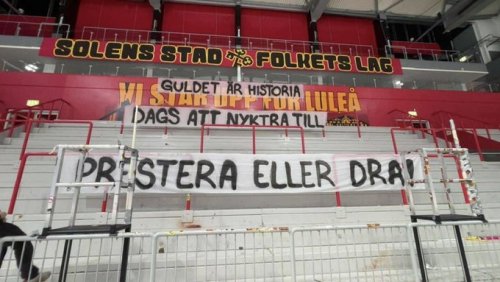 SOLENS STAD FOLKETS LAG
GULDET ÄR HISTORIA
VI STÅR UPP FÖR LULEÅ
DAGS ATT NYKTRA TILL
PRESTERA ELLER DRA!